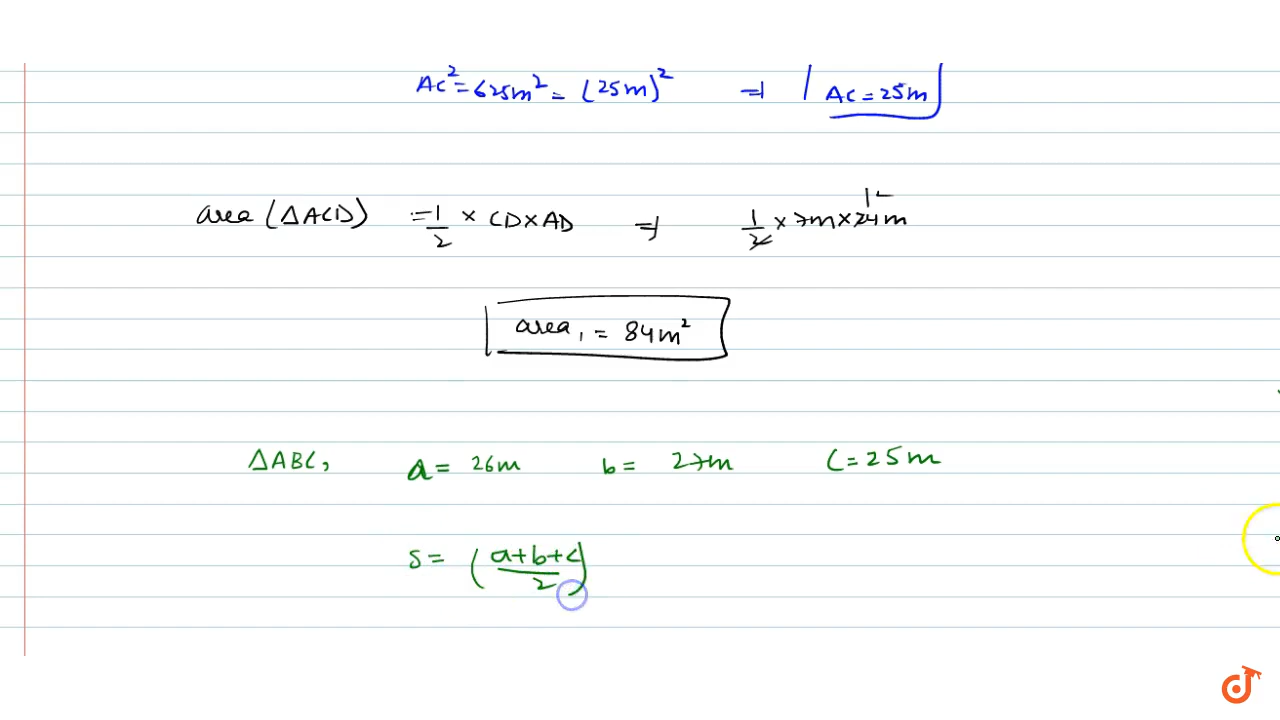 AC² = 625m² = (25m)² ⇒ AC = 25m
area (ΔACD) = 1/2 × CD × AD ⇒ 1/2 × 7m × 24m
area₁ = 84m²
ΔABC, a = 26m b = 27m C = 25m
S = (a+b+c/2)